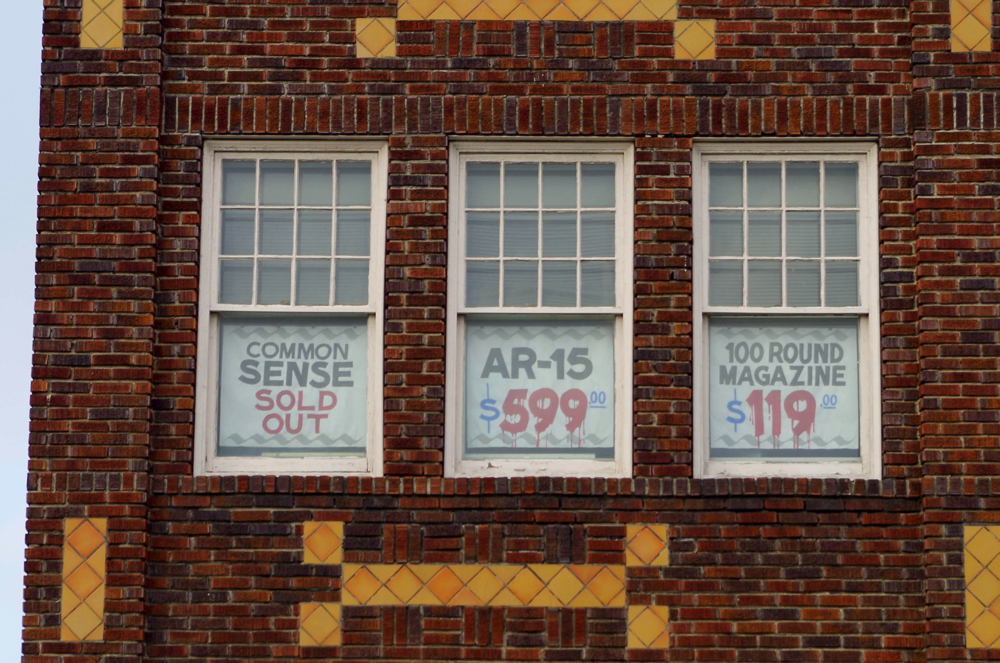 COMMON
SENSE
SOLD
OUT
AR-15
$599.00
100 ROUND
MAGAZINE
$119.00